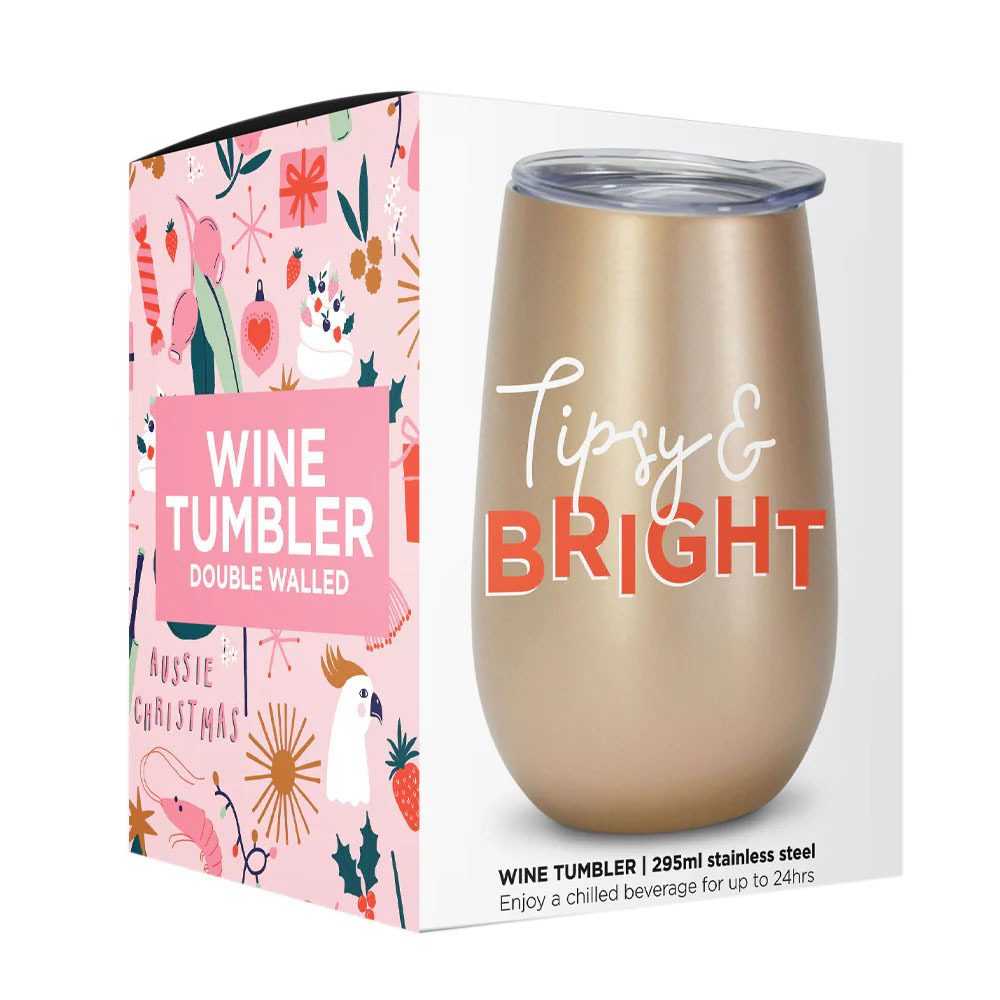 WINE
TUMBLER
DOUBLE WALLED
AUSSIE
CHRISTMAS
Tipsy &
BRIGHT
WINE TUMBLER | 295ml stainless steel
Enjoy a chilled beverage for up to 24hrs